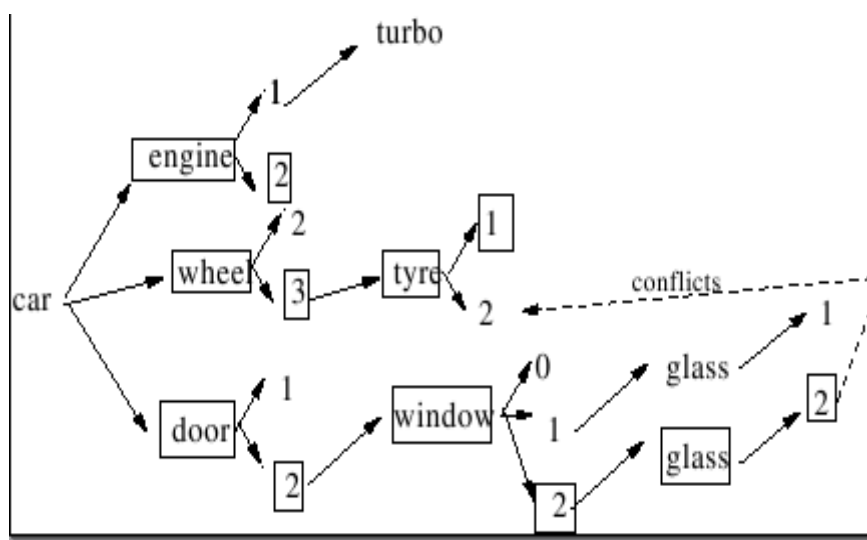 turbo
1
engine
2
2
1
wheel
3
tyre
2
conflicts
car
1
0
glass
1
2
door
window
1
glass
2
2